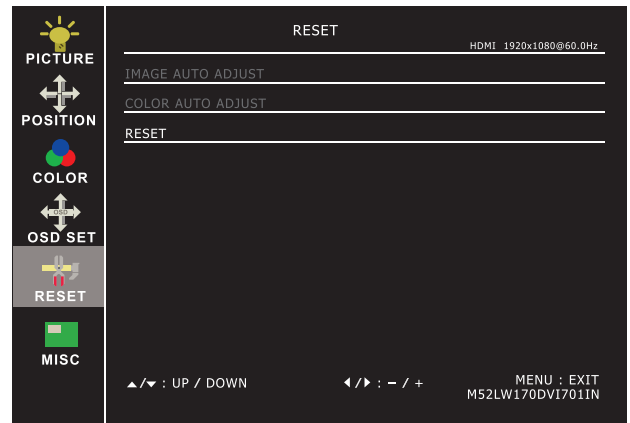 PICTURE
POSITION
COLOR
OSD
OSD SET
RESET
MISC
RESET
HDMI 1920x1080@60.0Hz
IMAGE AUTO ADJUST
COLOR AUTO ADJUST
RESET
▲/▼ : UP / DOWN
◀ / ▶ : − / +
MENU : EXIT
M52LW170DVI701IN